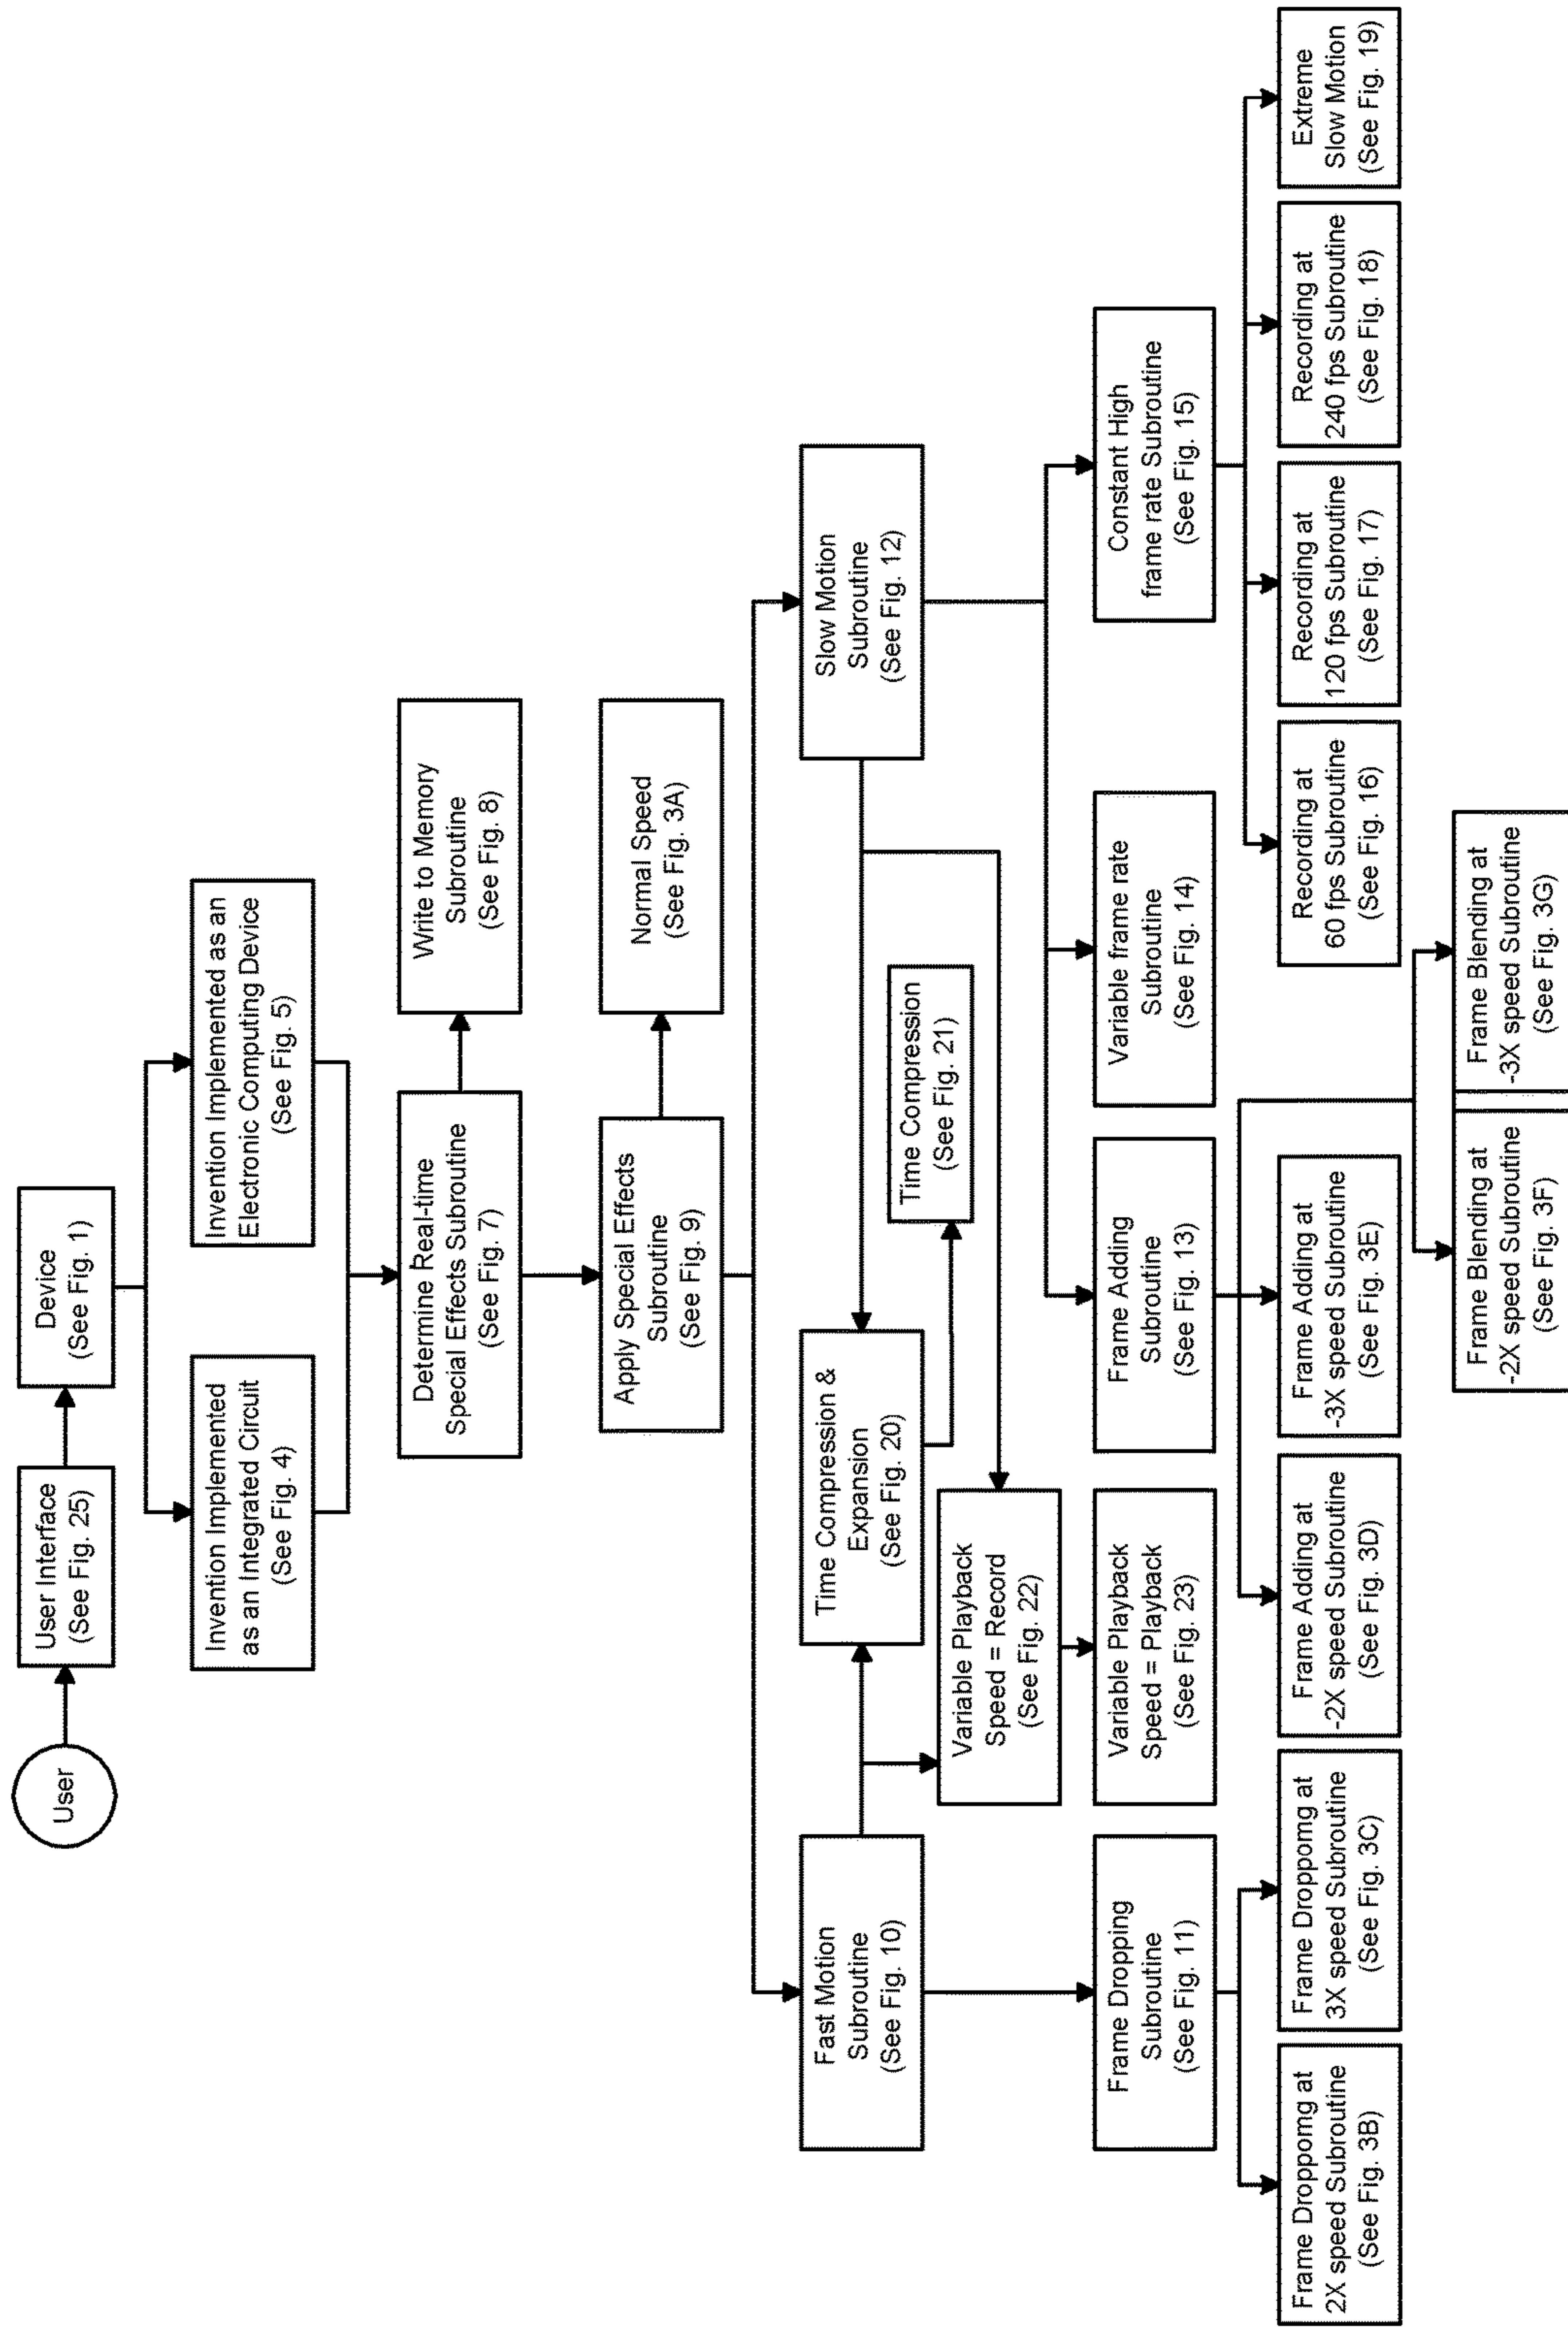 User
User Interface
(See Fig. 25)
Device
(See Fig. 1)
Invention Implemented
as an Integrated Circuit
(See Fig. 4)
Invention Implemented as an
Electronic Computing Device
(See Fig. 5)
Determine Real-time
Special Effects Subroutine
(See Fig. 7)
Write to Memory
Subroutine
(See Fig. 8)
Apply Special Effects
Subroutine
(See Fig. 9)
Normal Speed
(See Fig. 3A)
Fast Motion
Subroutine
(See Fig. 10)
Time Compression &
Expansion
(See Fig. 20)
Slow Motion
Subroutine
(See Fig. 12)
Time Compression
(See Fig. 21)
Variable Playback
Speed = Record
(See Fig. 22)
Frame Dropping
Subroutine
(See Fig. 11)
Variable Playback
Speed = Playback
(See Fig. 23)
Frame Adding
Subroutine
(See Fig. 13)
Variable frame rate
Subroutine
(See Fig. 14)
Constant High
frame rate Subroutine
(See Fig. 15)
Frame Droppomg at
2X speed Subroutine
(See Fig. 3B)
Frame Droppomg at
3X speed Subroutine
(See Fig. 3C)
Frame Adding at
-2X speed Subroutine
(See Fig. 3D)
Frame Adding at
-3X speed Subroutine
(See Fig. 3E)
Recording at
60 fps Subroutine
(See Fig. 16)
Recording at
120 fps Subroutine
(See Fig. 17)
Recording at
240 fps Subroutine
(See Fig. 18)
Extreme
Slow Motion
(See Fig. 19)
Frame Blending at
-2X speed Subroutine
(See Fig. 3F)
Frame Blending at
-3X speed Subroutine
(See Fig. 3G)